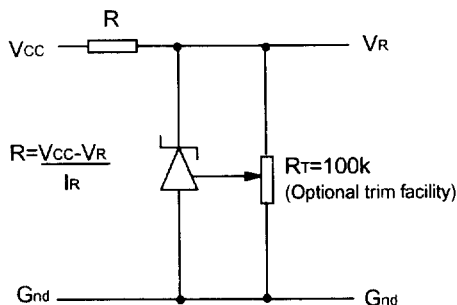 R
VCC
VR
R=VCC-VR
IR
RT=100k
(Optional trim facility)
Gnd
Gnd